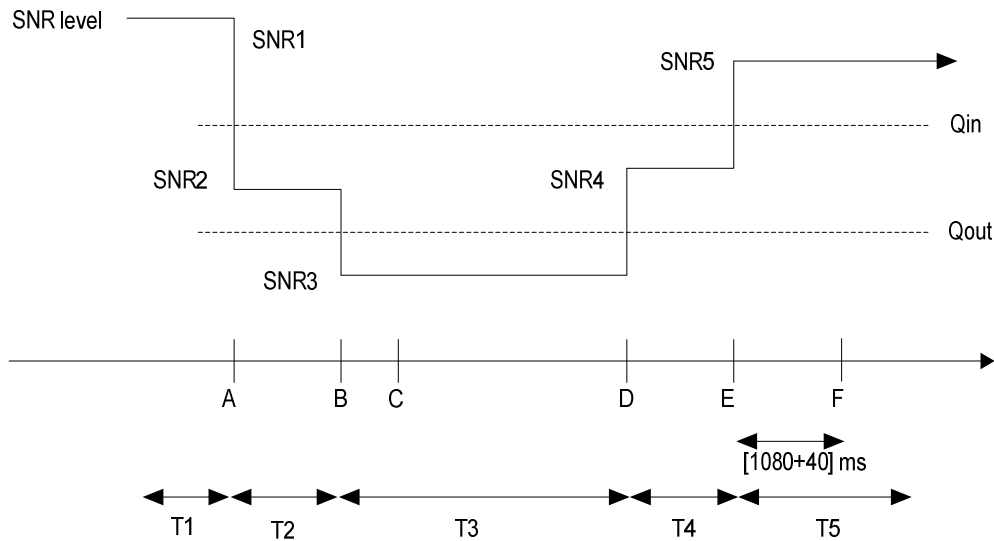 SNR level
SNR1
SNR5
Qin
SNR2
SNR4
Qout
SNR3
A B C D E F
[1080+40] ms
T1 T2 T3 T4 T5